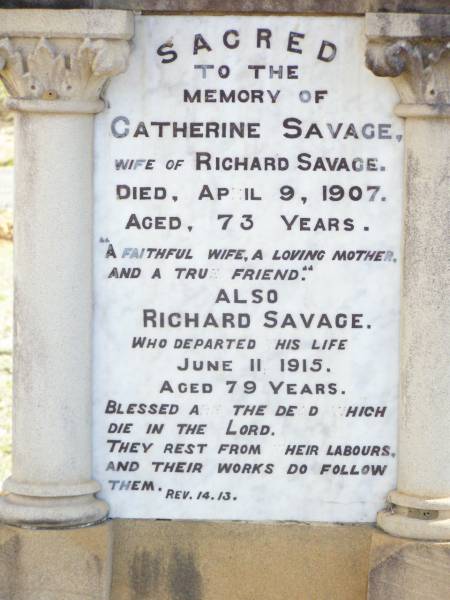 SACRED
TO THE
MEMORY OF
CATHERINE SAVAGE,
WIFE OF RICHARD SAVAGE.
DIED, APRIL 9, 1907.
AGED, 73 YEARS.
"A FAITHFUL WIFE, A LOVING MOTHER,
AND A TRUE FRIEND."
ALSO
RICHARD SAVAGE.
WHO DEPARTED THIS LIFE
JUNE 11 1915.
AGED 79 YEARS.
BLESSED ARE THE DEAD WHICH
DIE IN THE LORD.
THEY REST FROM THEIR LABOURS,
AND THEIR WORKS DO FOLLOW
THEM. REV. 14. 13.